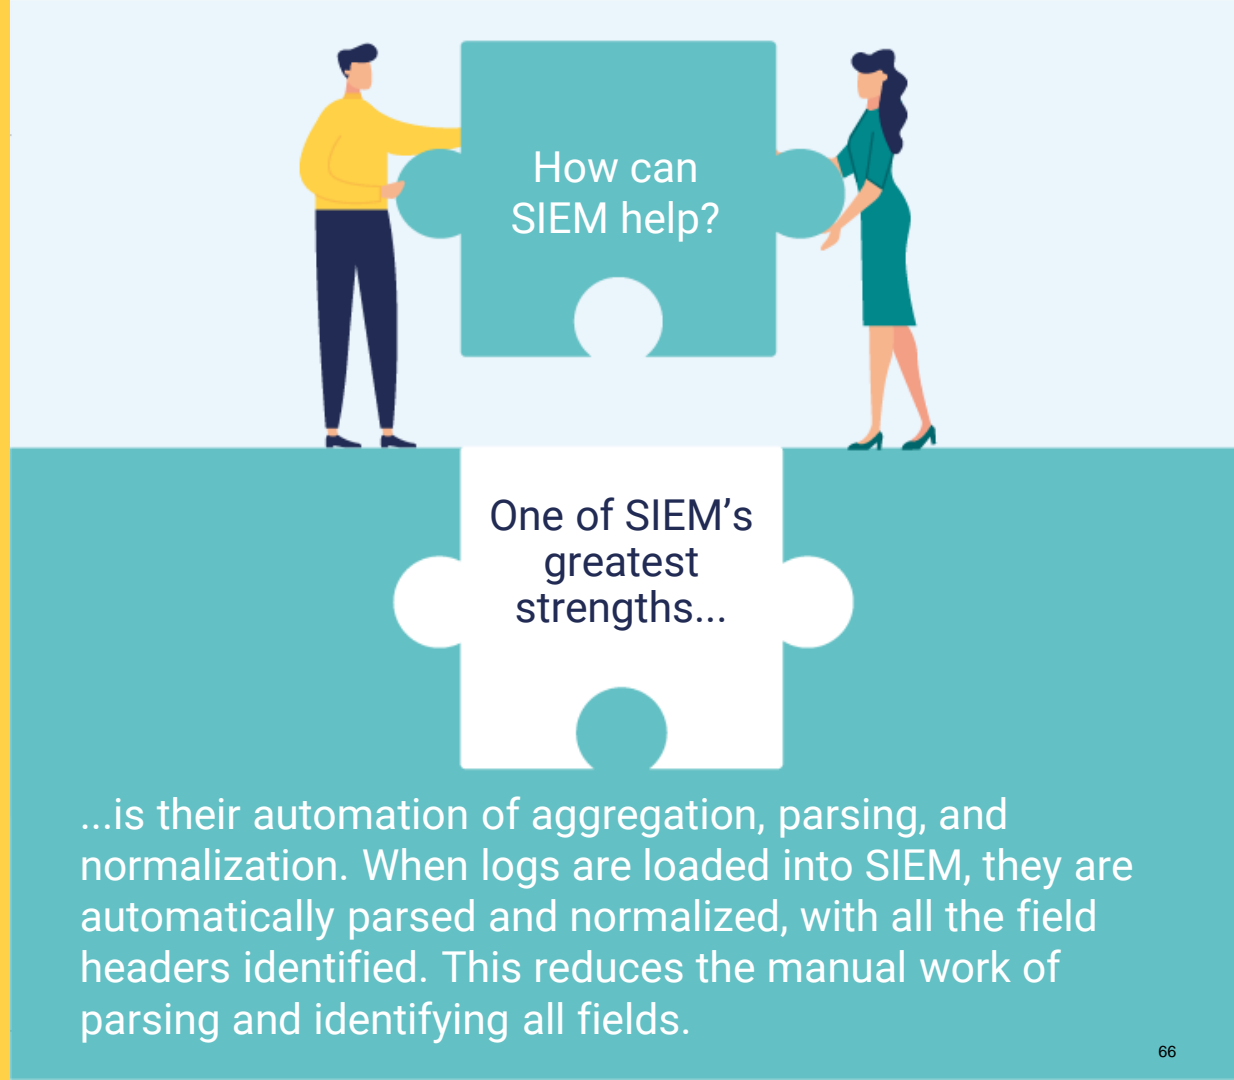 How can
SIEM help?
One of SIEM’s
greatest
strengths...
...is their automation of aggregation, parsing, and
normalization. When logs are loaded into SIEM, they are
automatically parsed and normalized, with all the field
headers identified. This reduces the manual work of
parsing and identifying all fields.
66